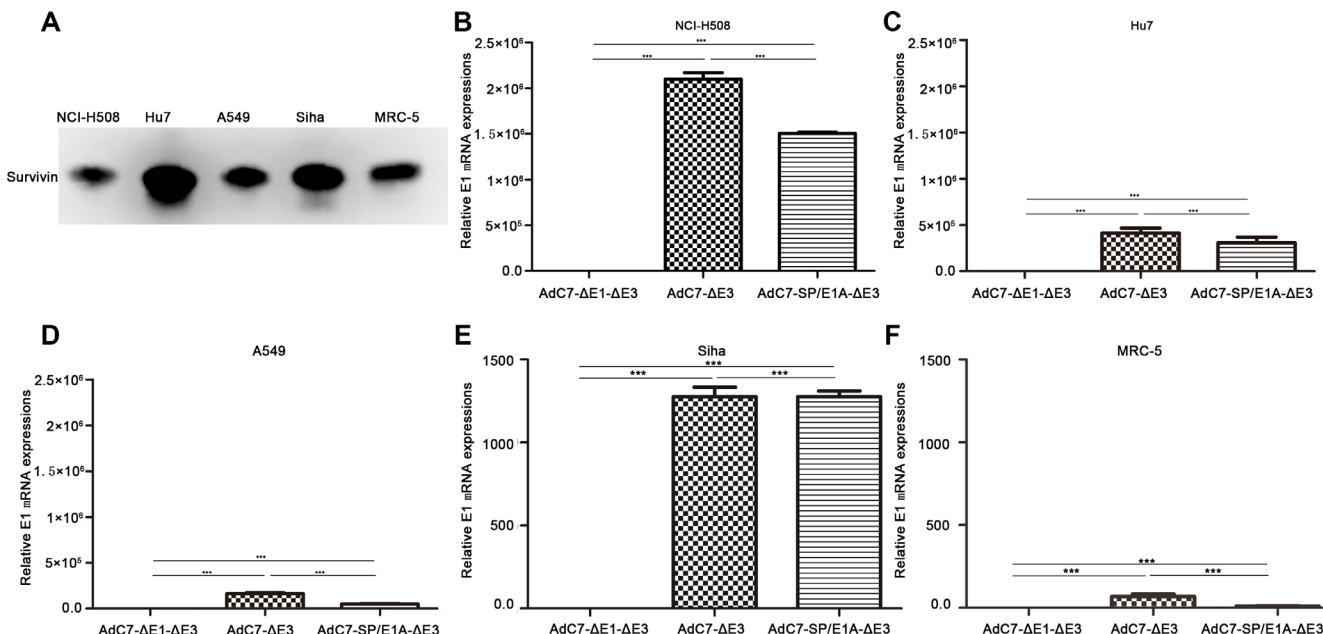 A
NCI-H508 Hu7 A549 Siha MRC-5
Survivin
B
NCI-H508
Relative E1 mRNA expressions
2.5×10⁶
2×10⁶
1.5×10⁶
1×10⁶
5×10⁵
0.0
***
*** ***
AdC7-ΔE1-ΔE3 AdC7-ΔE3 AdC7-SP/E1A-ΔE3
C
Hu7
Relative E1 mRNA expressions
2.5×10⁶
2×10⁶
1.5×10⁶
1×10⁶
5×10⁵
0.0
***
*** ***
AdC7-ΔE1-ΔE3 AdC7-ΔE3 AdC7-SP/E1A-ΔE3
D
A549
Relative E1 mRNA expressions
2.5×10⁶
2×10⁶
1.5×10⁶
1×10⁶
5×10⁵
0.0
***
*** ***
AdC7-ΔE1-ΔE3 AdC7-ΔE3 AdC7-SP/E1A-ΔE3
E
Siha
Relative E1 mRNA expressions
1500
1000
500
0.0
***
*** ***
AdC7-ΔE1-ΔE3 AdC7-ΔE3 AdC7-SP/E1A-ΔE3
F
MRC-5
Relative E1 mRNA expressions
1500
1000
500
0.0
***
*** ***
AdC7-ΔE1-ΔE3 AdC7-ΔE3 AdC7-SP/E1A-ΔE3